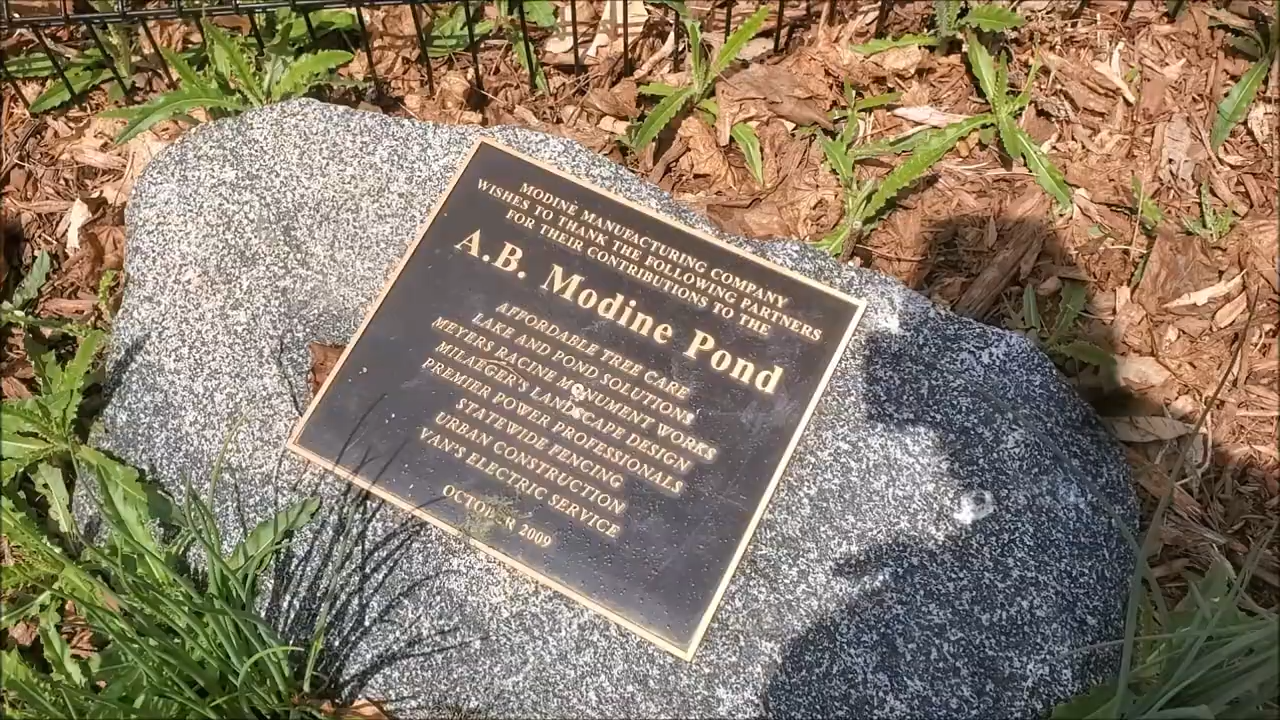 MODINE MANUFACTURING COMPANY
WISHES TO THANK THE FOLLOWING PARTNERS
FOR THEIR CONTRIBUTIONS TO THE
A.B. Modine Pond
AFFORDABLE TREE CARE
LAKE AND POND SOLUTIONS
MEYERS RACINE MONUMENT WORKS
MILAEGER'S LANDSCAPE DESIGN
PREMIER POWER PROFESSIONALS
STATEWIDE FENCING
URBAN CONSTRUCTION
VAN'S ELECTRIC SERVICE
OCTOBER 2009